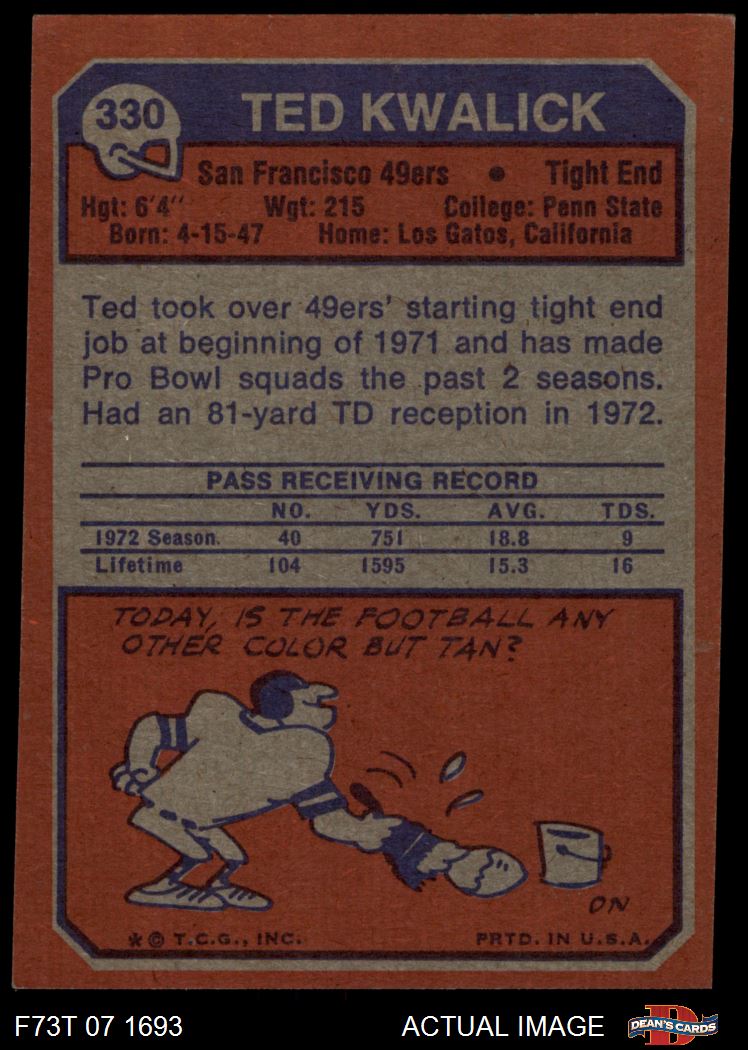 330
TED KWALICK
San Francisco 49ers • Tight End
Hgt: 6'4" Wgt: 215 College: Penn State
Born: 4-15-47 Home: Los Gatos, California
Ted took over 49ers' starting tight end
job at beginning of 1971 and has made
Pro Bowl squads the past 2 seasons.
Had an 81-yard TD reception in 1972.
PASS RECEIVING RECORD
NO. YDS. AVG. TDS.
1972 Season. 40 751 18.8 9
Lifetime 104 1595 15.3 16
TODAY, IS THE FOOTBALL ANY
OTHER COLOR BUT TAN?
ON
* © T.C.G., INC. PRTD. IN U.S.A.
F73T 07 1693 ACTUAL IMAGE D DEAN'S CARDS